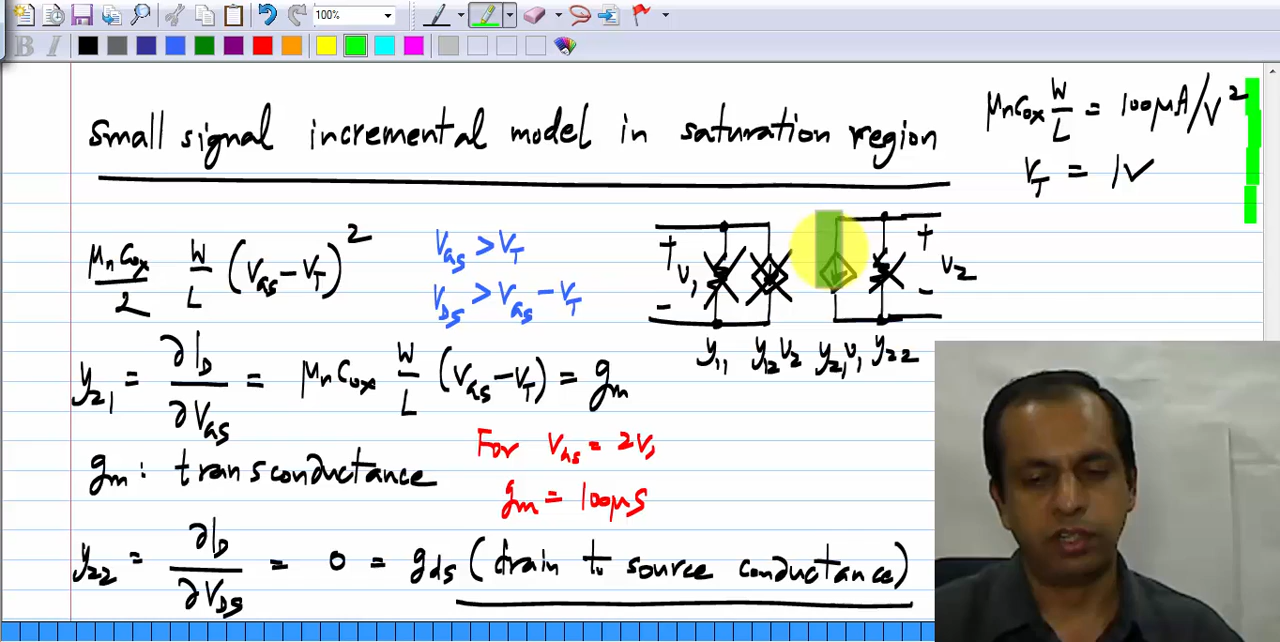 100%
B I
Small signal incremental model in saturation region
μnCox W/L = 100μA/V²
VT = 1V
μnCox/2 W/L (VGS-VT)²
VGS > VT
VDS > VGS-VT
+ v1 -
+ v2 -
y11 y12v2 y21v1 y22
y21 = ∂ID/∂VGS = μnCox W/L (VGS-VT) = gm
gm: transconductance
For VGS = 2V,
gm = 100μS
y22 = ∂ID/∂VDS = 0 = gds (drain to source conductance)